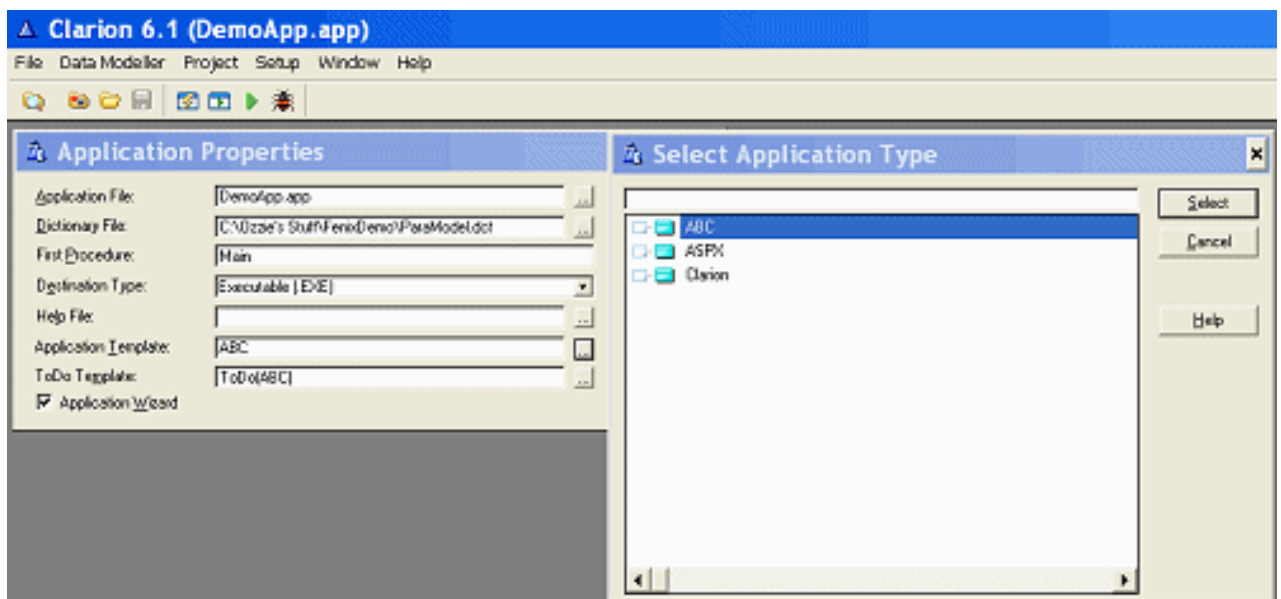 Clarion 6.1 (DemoApp.app)
File Data Modeller Project Setup Window Help
Application Properties
Application File: DemoApp.app ...
Dictionary File: C:\Ozzie's Stuff\FenixDemo\ParaModel.dct ...
First Procedure: Main
Destination Type: Executable (.EXE)
Help File: ...
Application Template: ABC ...
ToDo Template: ToDo(ABC) ...
Application Wizard
Select Application Type
Select
ABC
Cancel
ASPX
Clarion
Help